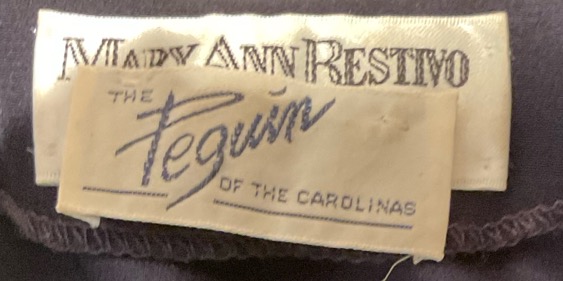 MARY ANN RESTIVO
THE
Peguin
OF THE CAROLINAS